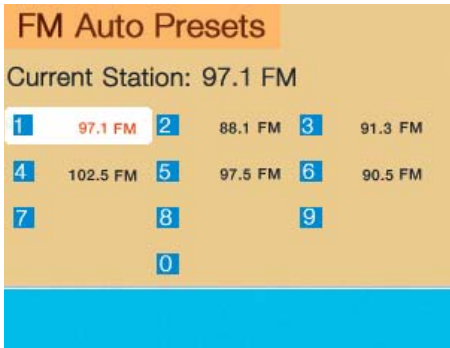 FM Auto Presets
Current Station: 97.1 FM
1 97.1 FM 2 88.1 FM 3 91.3 FM
4 102.5 FM 5 97.5 FM 6 90.5 FM
7 8 9
0